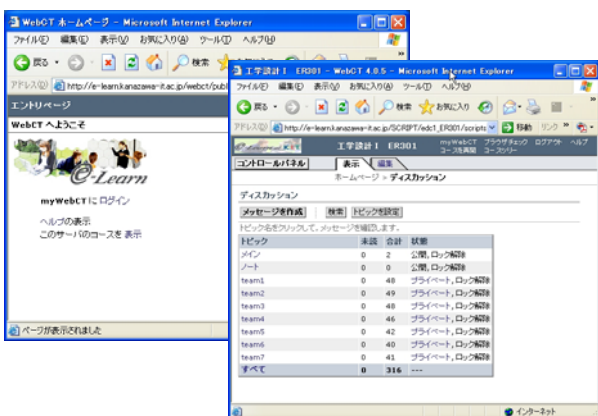 WebCT ホームページ - Microsoft Internet Explorer
ファイル(F) 編集(E) 表示(V) お気に入り(A) ツール(T) ヘルプ(H)
戻る 検索
アドレス(D) http://e-learn.kanazawa-it.ac.jp/webct/publ
エントリページ
WebCT へようこそ
e-Learn
myWebCT に ログイン
ヘルプの表示
このサーバのコースを 表示
ページが表示されました
工学設計 I ER301 - WebCT 4.0.5 - Microsoft Internet Explorer
ファイル(F) 編集(E) 表示(V) お気に入り(A) ツール(T) ヘルプ(H)
戻る 検索 お気に入り
アドレス(D) http://e-learn.kanazawa-it.ac.jp/SCRIPT/edc1_ER301/scripts 移動 リンク
工学設計 I ER301 myWebCT ブラウザチェック ログアウト ヘルプ
コースを再開 コースツリー
コントロールパネル 表示 編集
ホームページ > ディスカッション
ディスカッション
メッセージを作成 検索 トピックを設定
トピック名をクリックして、メッセージを確認します。
トピック 未読 合計 状態
メイン 0 2 公開, ロック解除
ノート 0 0 公開, ロック解除
team1 0 48 プライベート, ロック解除
team2 0 49 プライベート, ロック解除
team3 0 48 プライベート, ロック解除
team4 0 46 プライベート, ロック解除
team5 0 42 プライベート, ロック解除
team6 0 40 プライベート, ロック解除
team7 0 41 プライベート, ロック解除
すべて 0 316 ---
インターネット